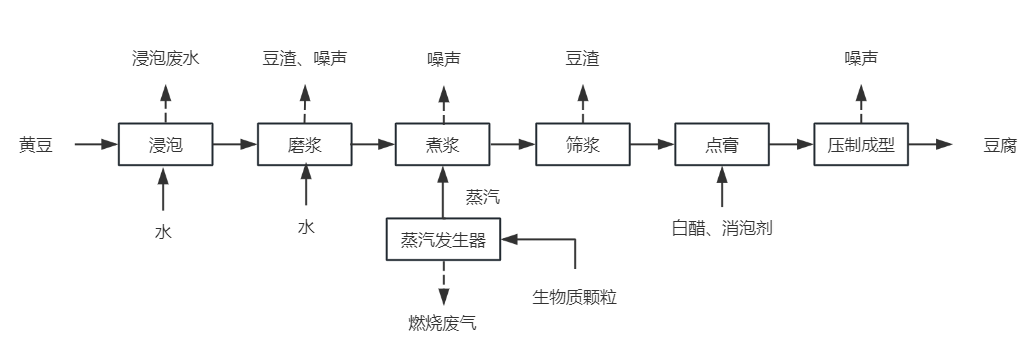 浸泡废水
豆渣、噪声
噪声
豆渣
噪声
黄豆
浸泡
磨浆
煮浆
筛浆
点膏
压制成型
豆腐
水
水
蒸汽
白醋、消泡剂
蒸汽发生器
生物质颗粒
燃烧废气